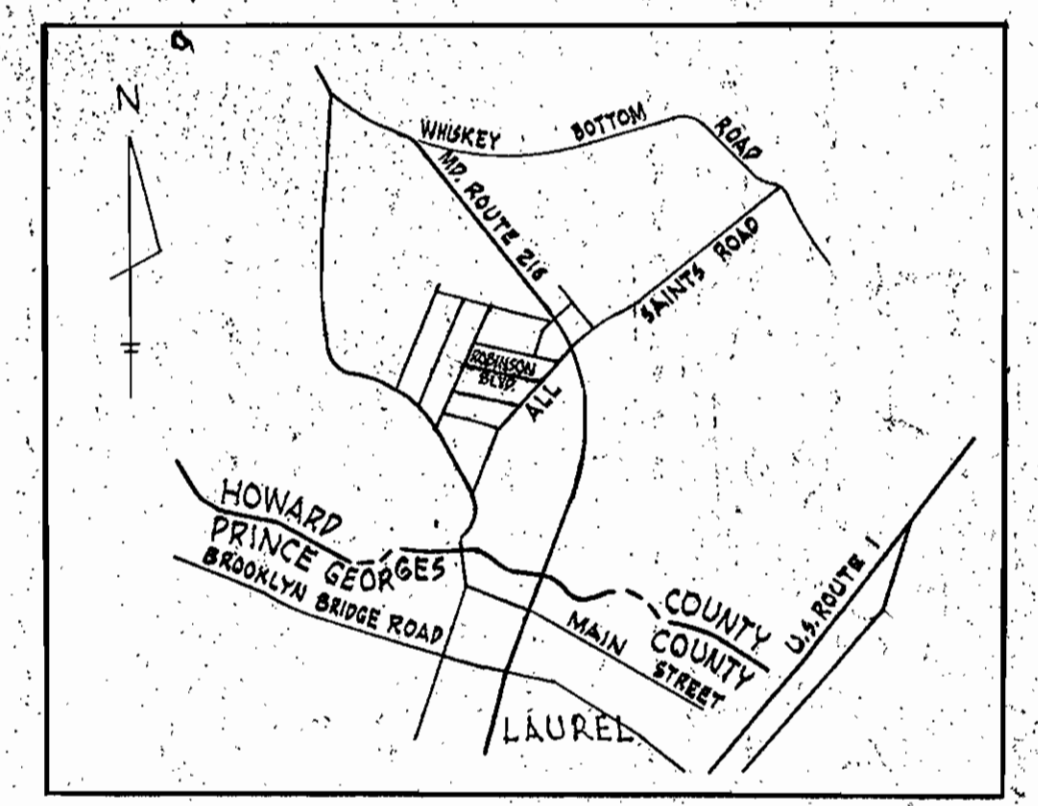 N
WHISKEY BOTTOM ROAD
MD. ROUTE 216
SAINTS ROAD
ROBINSON
BLVD.
ALL
HOWARD COUNTY
PRINCE GEORGES COUNTY
BROOKLYN BRIDGE ROAD
MAIN STREET
U.S. ROUTE 1
LAUREL